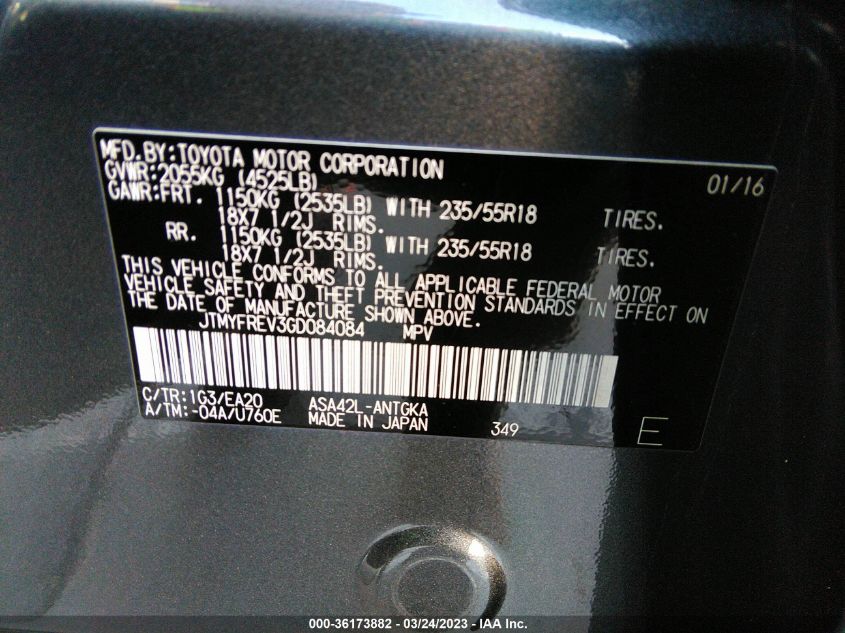 MFD.BY:TOYOTA MOTOR CORPORATION 01/16
GVWR:2055KG (4525LB)
GAWR:FRT. 1150KG (2535LB) WITH 235/55R18 TIRES.
18X7 1/2J RIMS.
RR. 1150KG (2535LB) WITH 235/55R18 TIRES.
18X7 1/2J RIMS.
THIS VEHICLE CONFORMS TO ALL APPLICABLE FEDERAL MOTOR
VEHICLE SAFETY AND THEFT PREVENTION STANDARDS IN EFFECT ON
THE DATE OF MANUFACTURE SHOWN ABOVE.
JTMYFREV3GD084084 MPV
C/TR:1G3/EA20 ASA42L-ANTGKA
A/TM:-04A/U760E MADE IN JAPAN 349 E
000-36173882 - 03/24/2023 - IAA Inc.